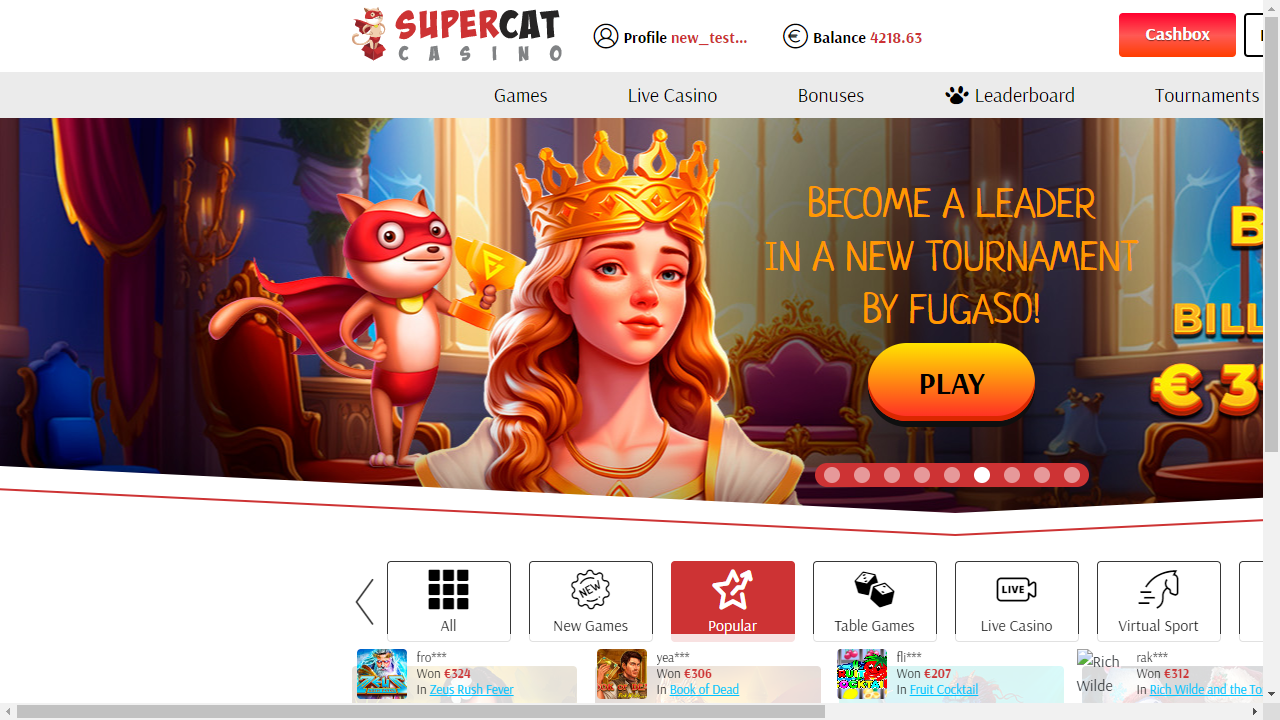 SUPERCAT
CASINO
Profile new_test...
Balance 4218.63
Cashbox
Games
Live Casino
Bonuses
Leaderboard
Tournaments
BECOME A LEADER
IN A NEW TOURNAMENT
BY FUGASO!
PLAY
BILL
€ 3
All
NEW
New Games
Popular
Table Games
LIVE
Live Casino
Virtual Sport
fro***
Won €324
In Zeus Rush Fever
yea***
Won €306
In Book of Dead
fli***
Won €207
In Fruit Cocktail
Rich
Wilde
rak***
Won €312
In Rich Wilde and the To